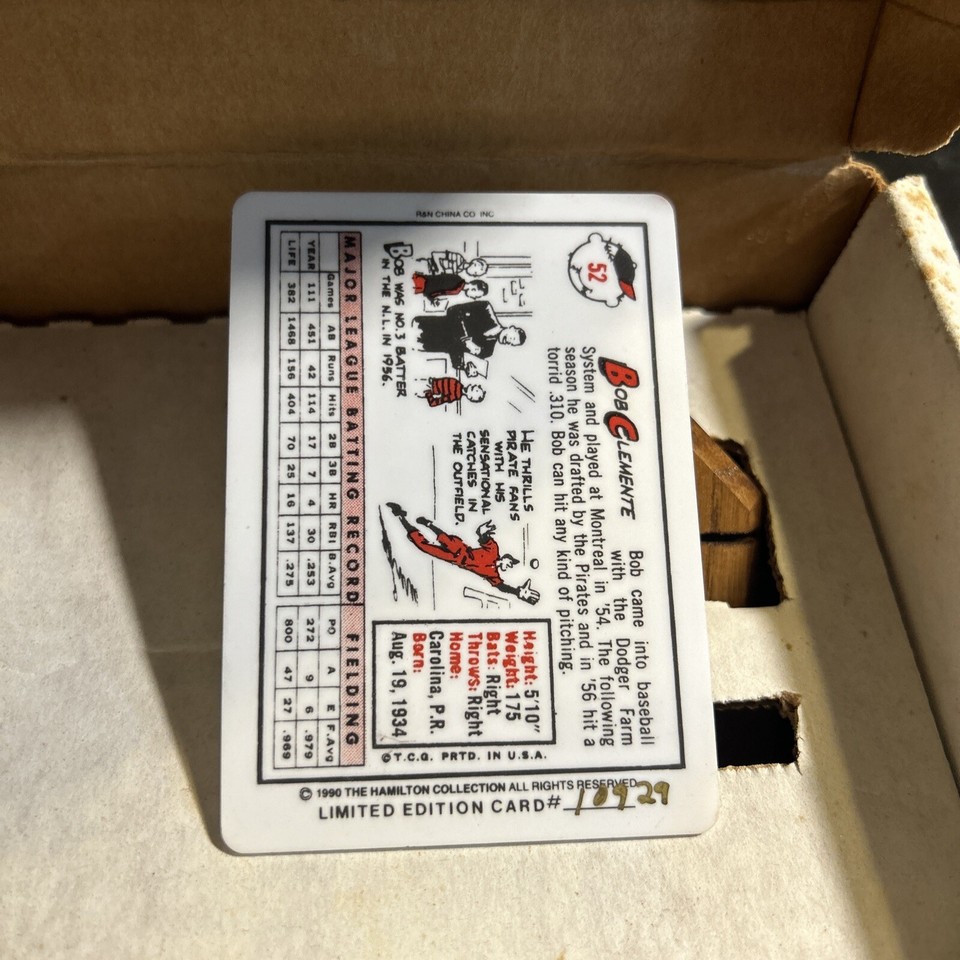 R&N CHINA CO INC
52
BOB CLEMENTE
Bob came into baseball
with the Dodger Farm
System and played at Montreal in '54. The following
season he was drafted by the Pirates and in '56 hit a
torrid .310. Bob can hit any kind of pitching.
BOB WAS NO.3 BATTER
IN THE N.L. IN 1956.
HE THRILLS
PIRATE FANS
WITH HIS
SENSATIONAL
CATCHES IN
THE OUTFIELD.
Height: 5'10"
Weight: 175
Bats: Right
Throws: Right
Home:
Carolina, P.R.
Born:
Aug. 19, 1934
©T.C.G. PRTD. IN U.S.A.
MAJOR LEAGUE BATTING RECORD FIELDING
Games AB Runs Hits 2B 3B HR RBI B.Avg PO A E F.Avg
YEAR 111 451 42 114 17 7 4 30 .253 272 9 6 .979
LIFE 382 1468 156 404 70 25 16 137 .275 800 47 27 .969
© 1990 THE HAMILTON COLLECTION ALL RIGHTS RESERVED
LIMITED EDITION CARD# 10929